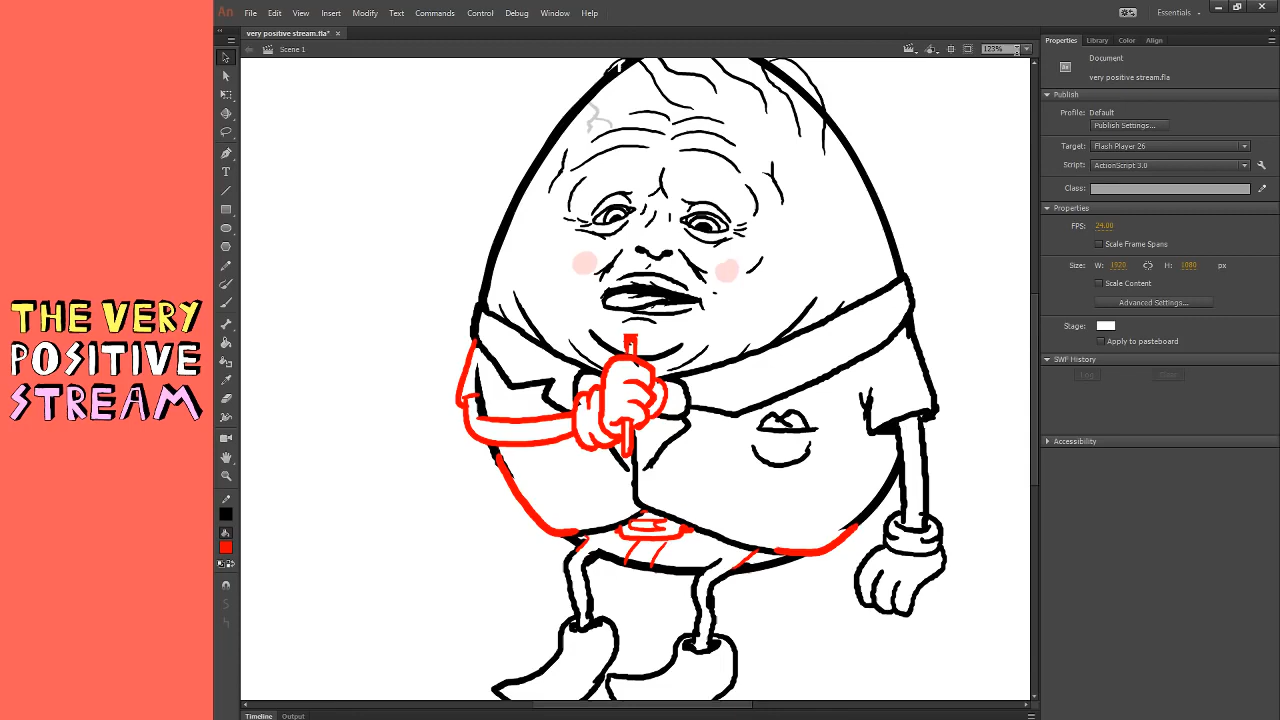 THE VERY
POSITIVE
STREAM
An File Edit View Insert Modify Text Commands Control Debug Window Help
Essentials
very positive stream.fla* ×
Scene 1
123%
Properties Library Color Align
Document
very positive stream.fla
Publish
Profile: Default
Publish Settings...
Target: Flash Player 26
Script: ActionScript 3.0
Class:
Properties
FPS: 24.00
Scale Frame Spans
Size: W: 1920 H: 1080 px
Scale Content
Advanced Settings...
Stage:
Apply to pasteboard
SWF History
Log Clear
Accessibility
Timeline Output